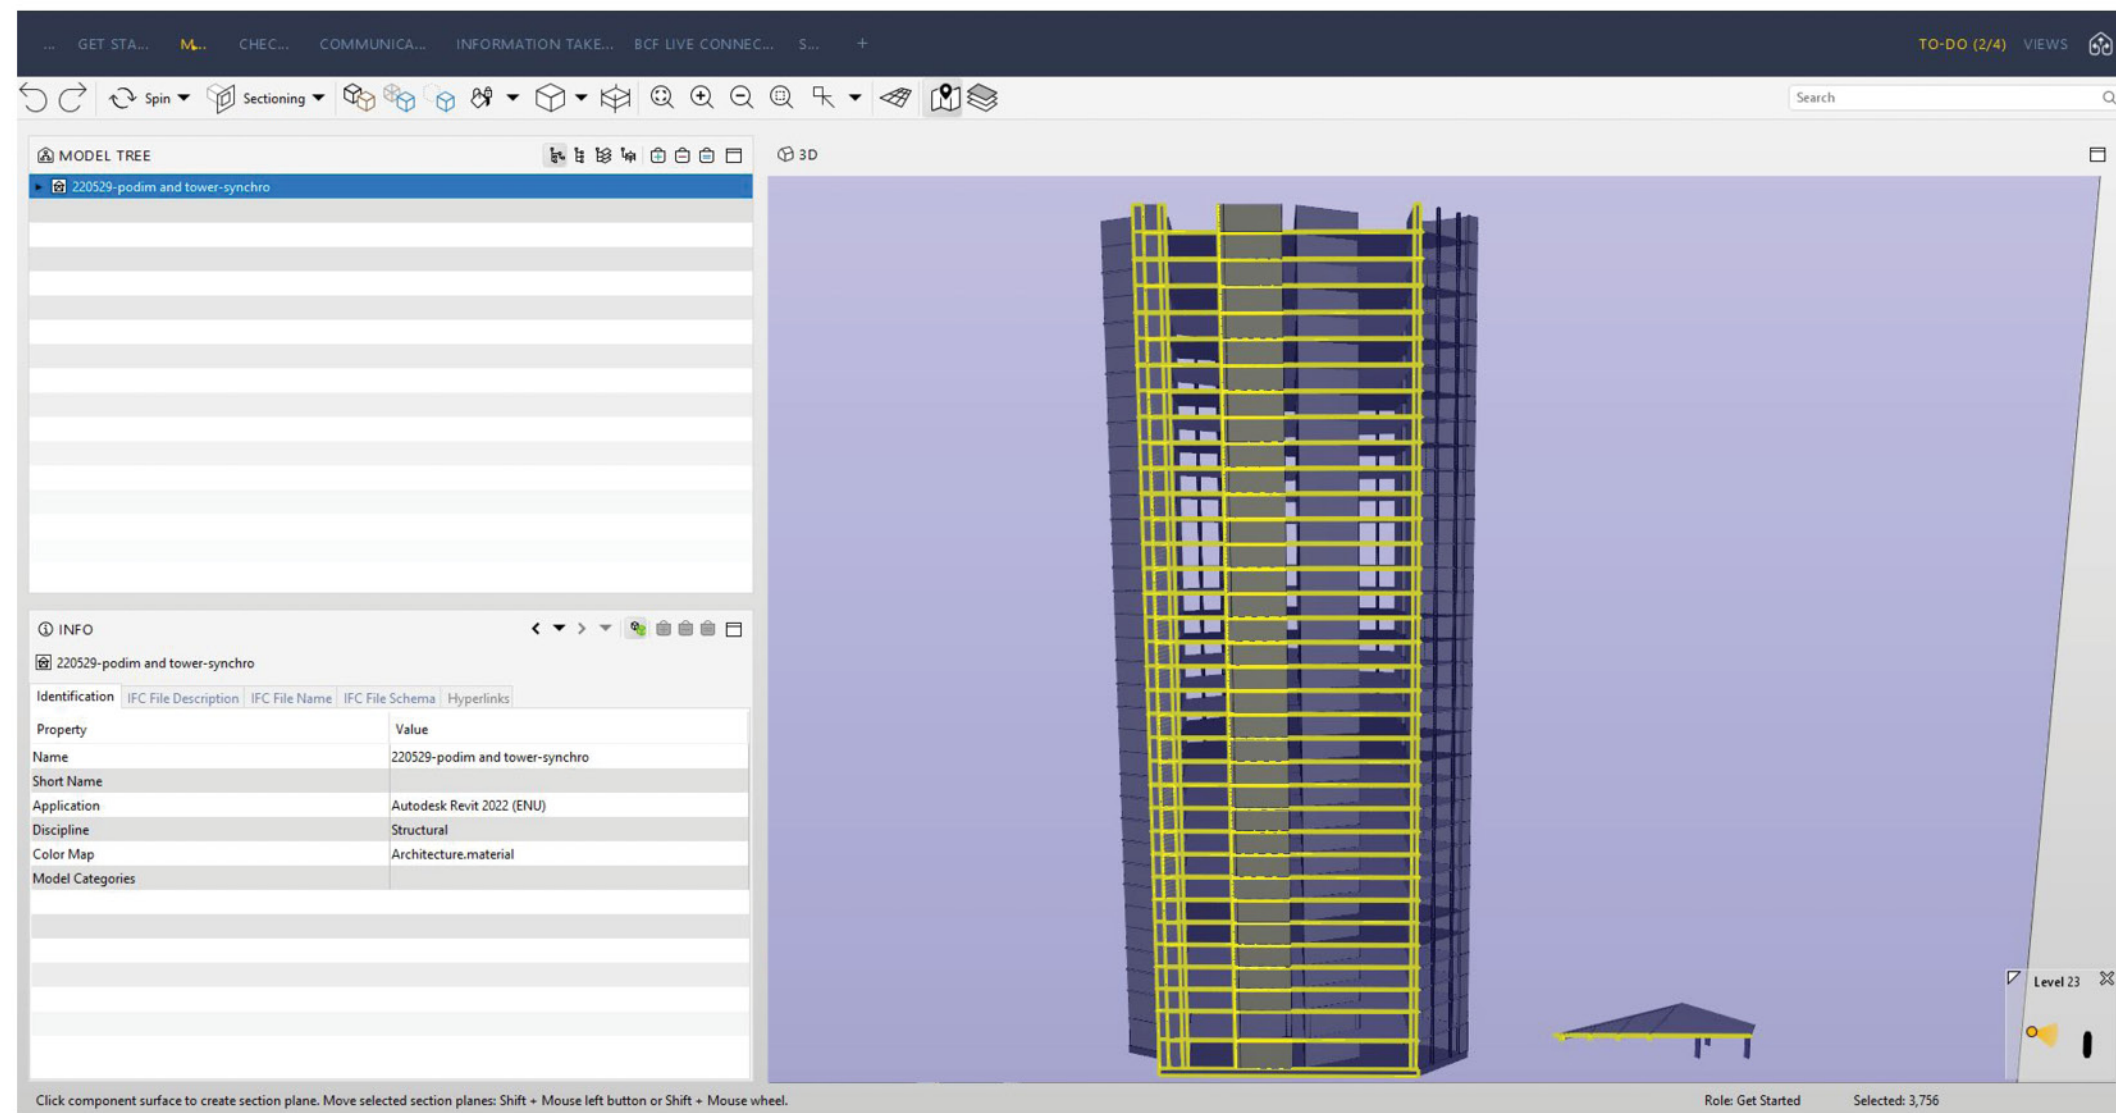 ... GET STA... M... CHEC... COMMUNICA... INFORMATION TAKE... BCF LIVE CONNEC... S... + TO-DO (2/4) VIEWS
Spin Sectioning Search
MODEL TREE
3D
220529-podim and tower-synchro
INFO
220529-podim and tower-synchro
Identification IFC File Description IFC File Name IFC File Schema Hyperlinks
Property Value
Name 220529-podim and tower-synchro
Short Name
Application Autodesk Revit 2022 (ENU)
Discipline Structural
Color Map Architecture.material
Model Categories
Level 23
Click component surface to create section plane. Move selected section planes: Shift + Mouse left button or Shift + Mouse wheel. Role: Get Started Selected: 3,756